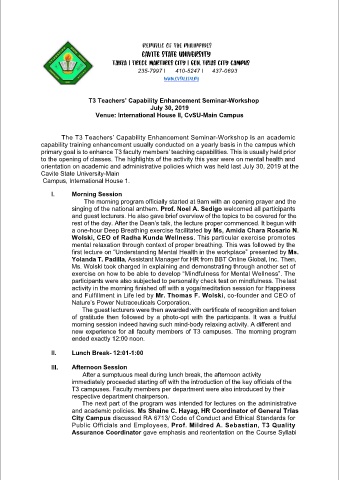 REPUBLIC OF THE PHILIPPINES
CAVITE STATE UNIVERSITY
TANZA | TRECE MARTIRES CITY | GEN. TRIAS CITY CAMPUS
235-7997 | 410-5247 | 437-0693
www.cvsu.edu.ph
T3 Teachers' Capability Enhancement Seminar-Workshop
July 30, 2019
Venue: International House II, CvSU-Main Campus
The T3 Teachers' Capability Enhancement Seminar-Workshop is an academic
capability training enhancement usually conducted on a yearly basis in the campus which
primary goal is to enhance T3 faculty members' teaching capabilities. This is usually held prior
to the opening of classes. The highlights of the activity this year were on mental health and
orientation on academic and administrative policies which was held last July 30, 2019 at the
Cavite State University-Main
Campus, International House 1.
I. Morning Session
The morning program officially started at 9am with an opening prayer and the
singing of the national anthem. Prof. Noel A. Sedigo welcomed all participants
and guest lecturers. He also gave brief overview of the topics to be covered for the
rest of the day. After the Dean's talk, the lecture proper commenced. It begun with
a one-hour Deep Breathing exercise facilitated by Ms, Amida Chara Rosario N.
Wolski, CEO of Radha Kunda Wellness. This particular exercise promotes
mental relaxation through context of proper breathing. This was followed by the
first lecture on "Understanding Mental Health in the workplace" presented by Ms.
Yolanda T. Padilla, Assistant Manager for HR from BDT Online Global, Inc. Then,
Ms. Wolski took charged in explaining and demonstrating through another set of
exercise on how to be able to develop "Mindfulness for Mental Wellness". The
participants were also subjected to personality check test on mindfulness. The last
activity in the morning finished off with a yoga/meditation session for Happiness
and Fulfillment in Life led by Mr. Thomas F. Wolski, co-founder and CEO of
Nature's Power Nutraceuticals Corporation.
The guest lecturers were then awarded with certificate of recognition and token
of gratitude then followed by a photo-opt with the participants. It was a fruitful
morning session indeed having such mind-body relaxing activity. A different and
new experience for all faculty members of T3 campuses. The morning program
ended exactly 12:00 noon.
II. Lunch Break- 12:01-1:00
III. Afternoon Session
After a sumptuous meal during lunch break, the afternoon activity
immediately proceeded starting off with the introduction of the key officials of the
T3 campuses. Faculty members per department were also introduced by their
respective department chairperson.
The next part of the program was intended for lectures on the administrative
and academic policies. Ms Shaine C. Hayag, HR Coordinator of General Trias
City Campus discussed RA 6713/ Code of Conduct and Ethical Standards for
Public Officials and Employees, Prof. Mildred A. Sebastian, T3 Quality
Assurance Coordinator gave emphasis and reorientation on the Course Syllabi